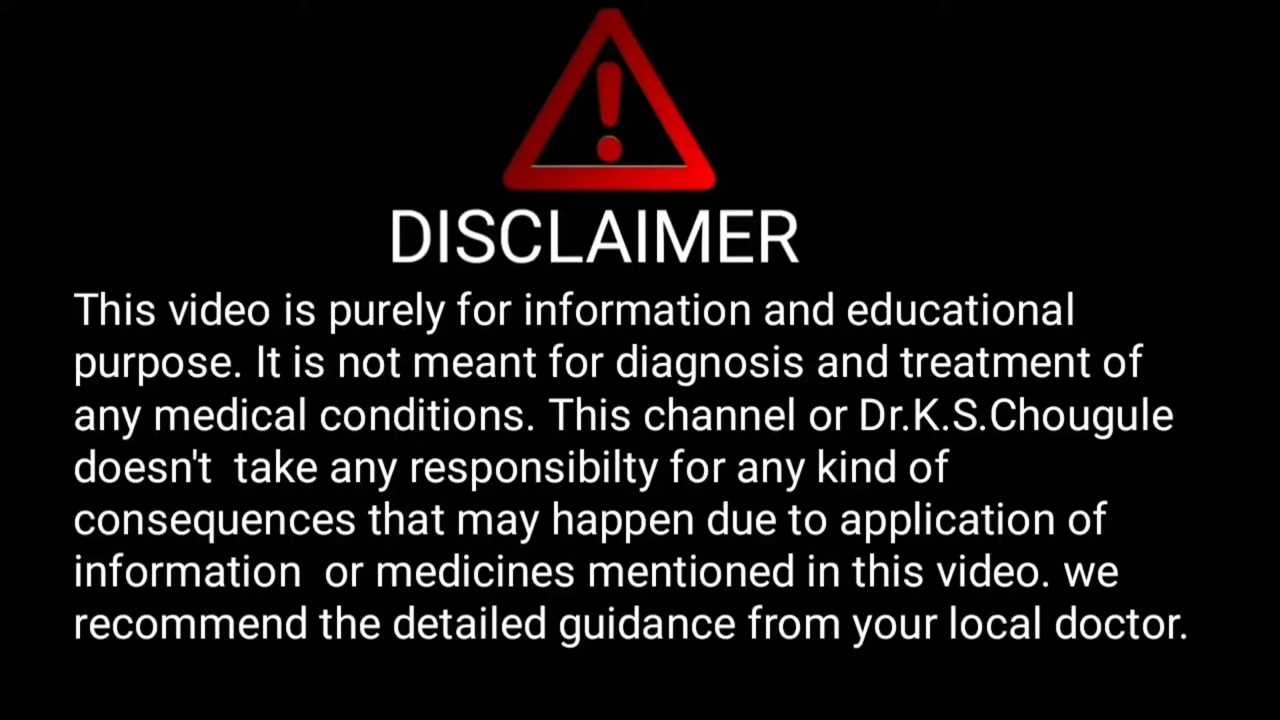 DISCLAIMER
This video is purely for information and educational
purpose. It is not meant for diagnosis and treatment of
any medical conditions. This channel or Dr.K.S.Chougule
doesn't  take any responsibilty for any kind of
consequences that may happen due to application of
information  or medicines mentioned in this video. we
recommend the detailed guidance from your local doctor.